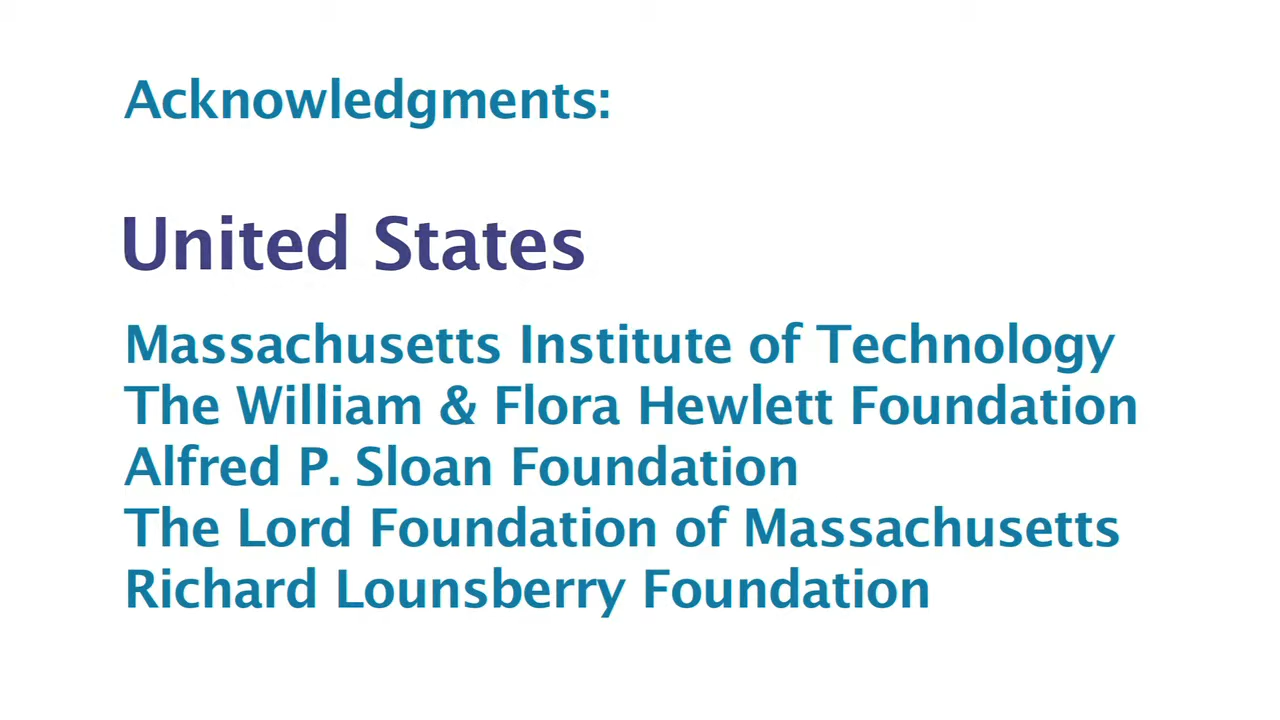 Acknowledgments:
United States
Massachusetts Institute of Technology
The William & Flora Hewlett Foundation
Alfred P. Sloan Foundation
The Lord Foundation of Massachusetts
Richard Lounsberry Foundation